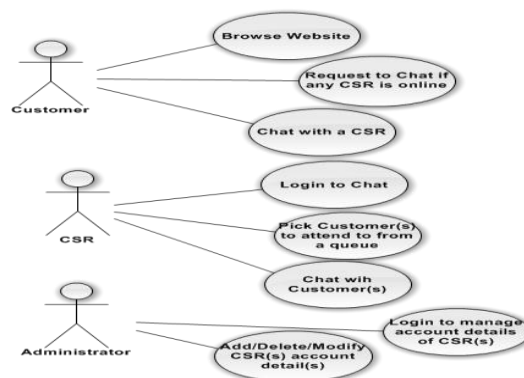 Browse Website
Request to Chat if
any CSR is online
Customer
Chat with a CSR
Login to Chat
Pick Customer(s)
to attend to from
a queue
CSR
Chat wih
Customer(s)
Login to manage
account details
of CSR(s)
Administrator
Add/Delete/Modify
CSR(s) account
detail(s)